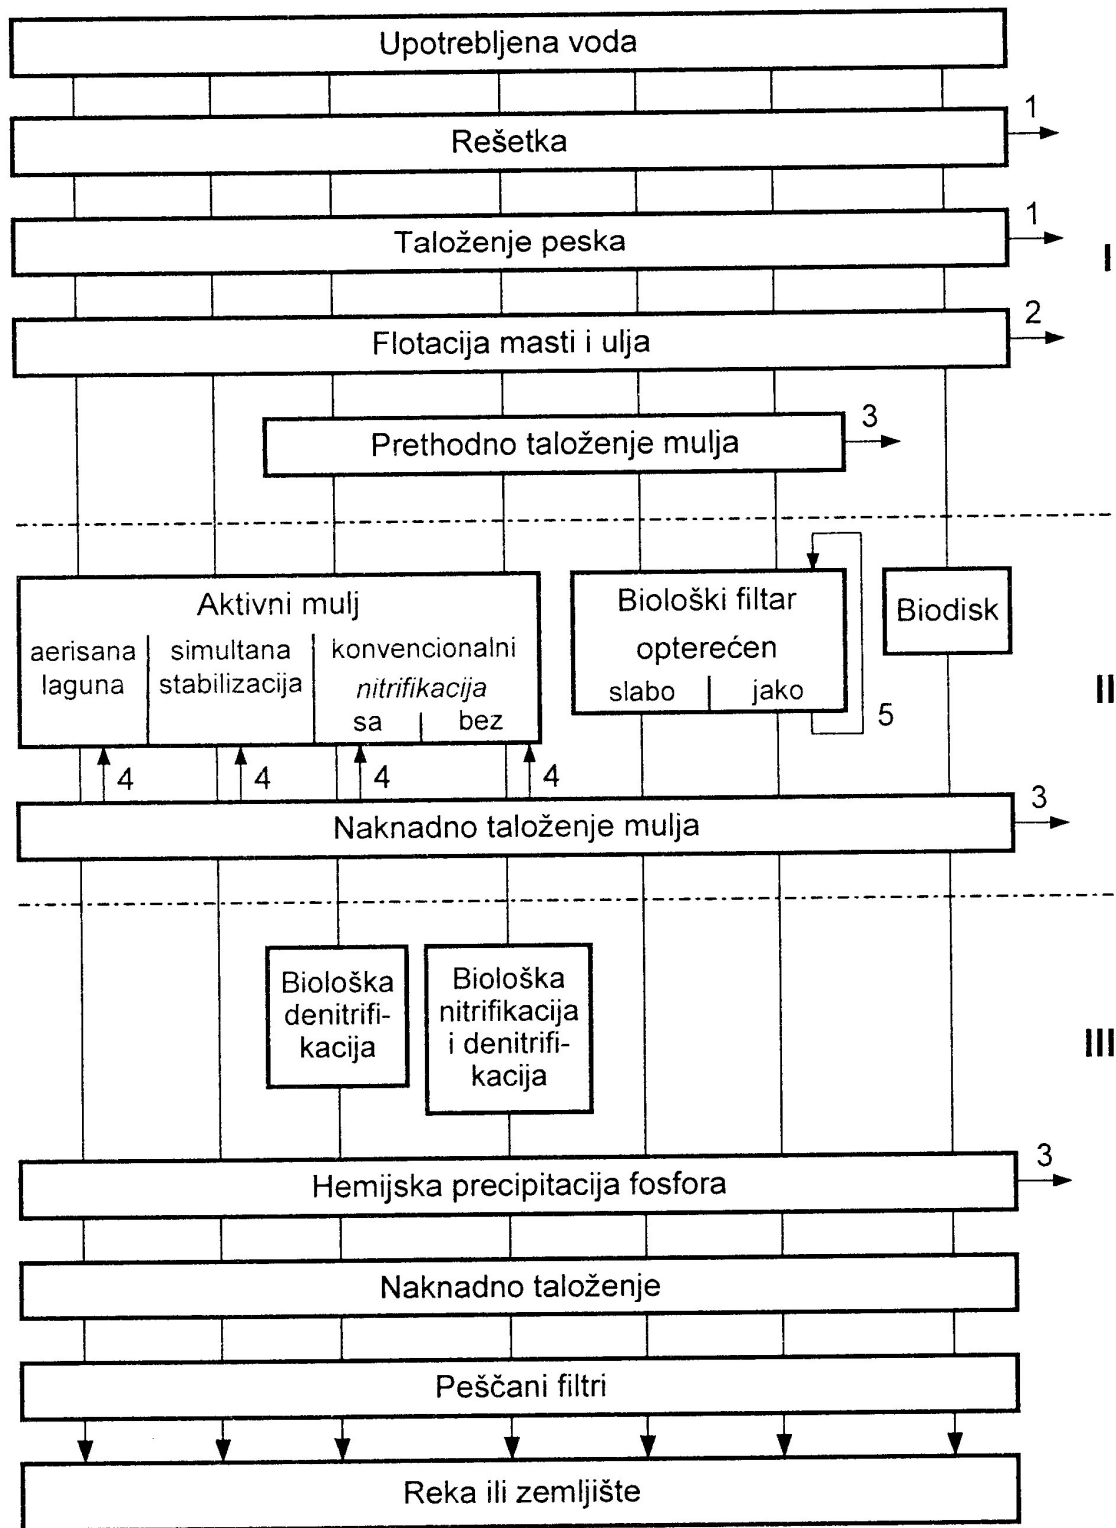 Upotrebljena voda
Rešetka
1
Taloženje peska
1
I
Flotacija masti i ulja
2
Prethodno taloženje mulja
3
Aktivni mulj
aerisana
laguna
simultana
stabilizacija
konvencionalni
nitrifikacija
sa
bez
Biološki filtar
opterećen
slabo
jako
5
Biodisk
II
4
4
4
4
Naknadno taloženje mulja
3
Biološka
denitrifi-
kacija
Biološka
nitrifikacija
i denitrifi-
kacija
III
Hemijska precipitacija fosfora
3
Naknadno taloženje
Peščani filtri
Reka ili zemljište